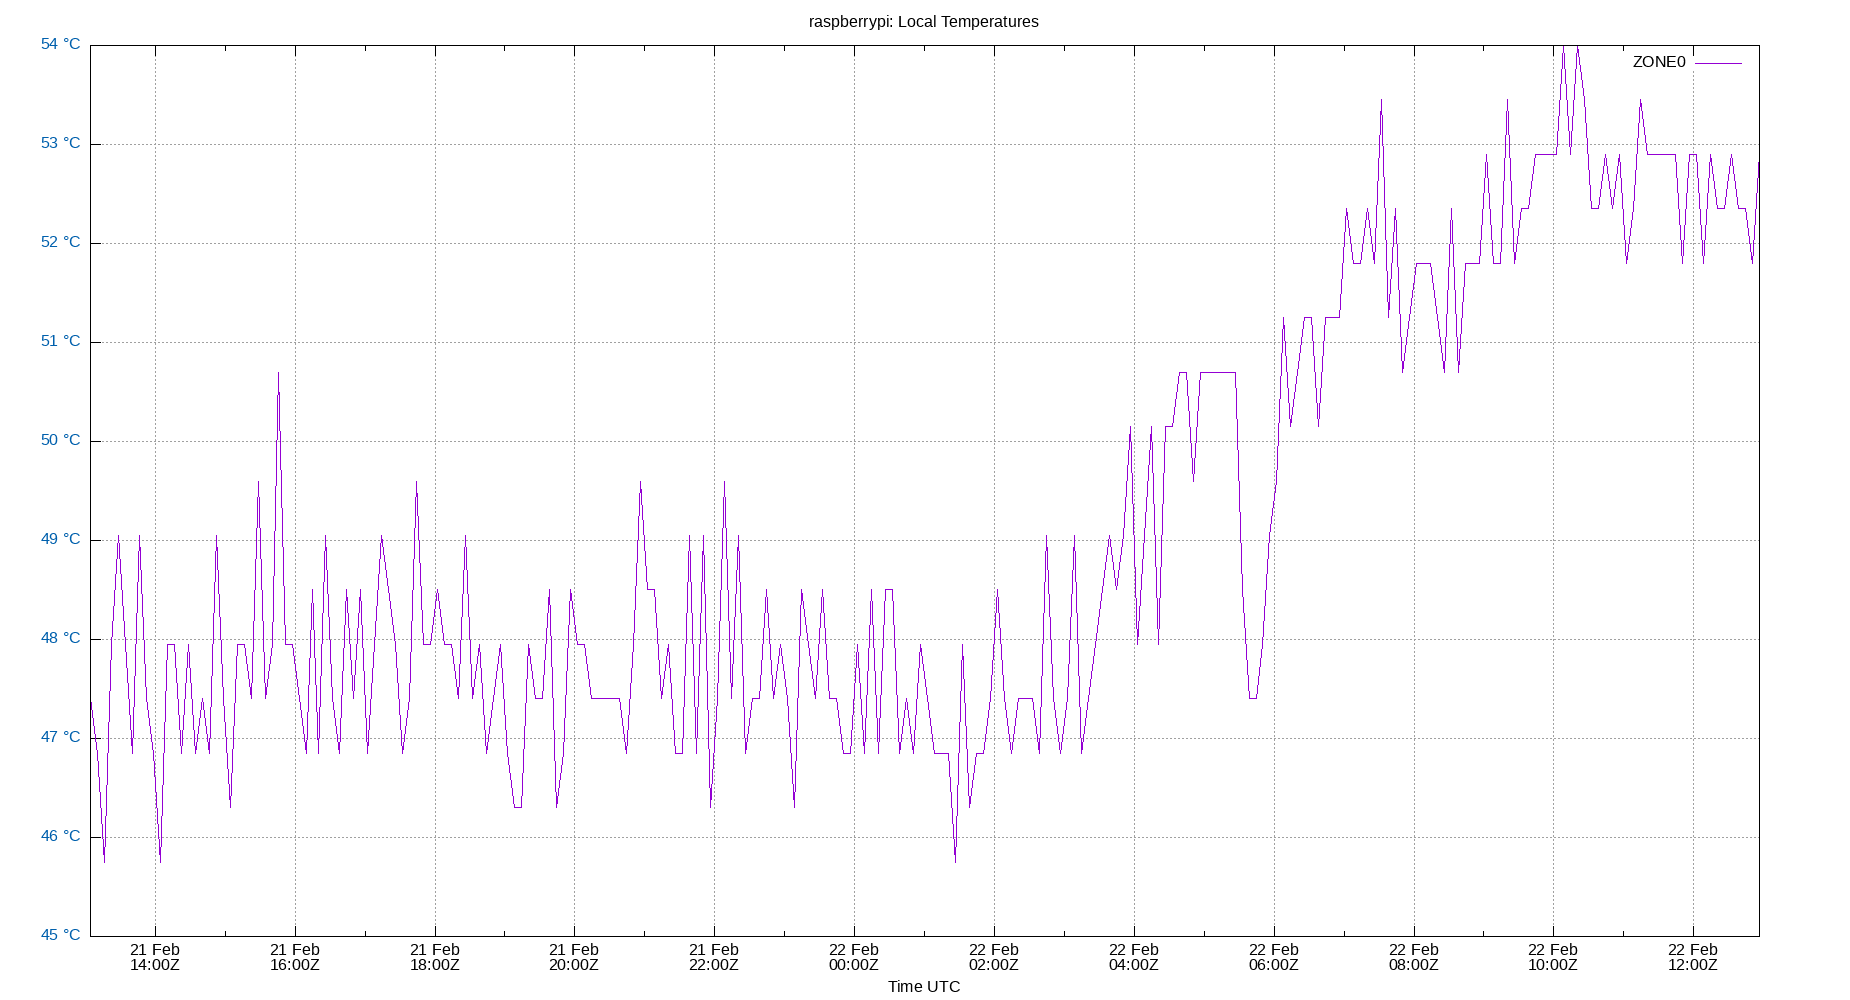 raspberrypi: Local Temperatures
54 °C
ZONE0
53 °C
52 °C
51 °C
50 °C
49 °C
48 °C
47 °C
46 °C
45 °C
21 Feb 21 Feb 21 Feb 21 Feb 21 Feb 22 Feb 22 Feb 22 Feb 22 Feb 22 Feb 22 Feb 22 Feb
14:00Z 16:00Z 18:00Z 20:00Z 22:00Z 00:00Z 02:00Z 04:00Z 06:00Z 08:00Z 10:00Z 12:00Z
Time UTC